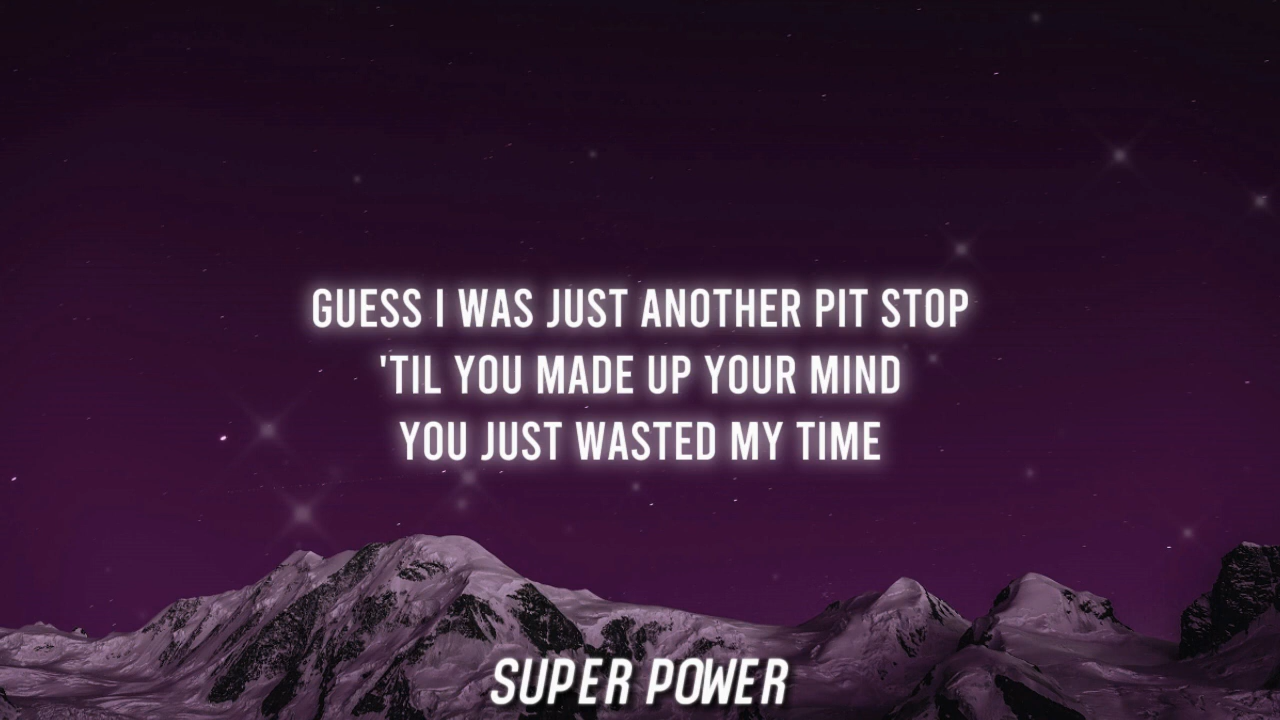 GUESS I WAS JUST ANOTHER PIT STOP
'TIL YOU MADE UP YOUR MIND
YOU JUST WASTED MY TIME
SUPER POWER